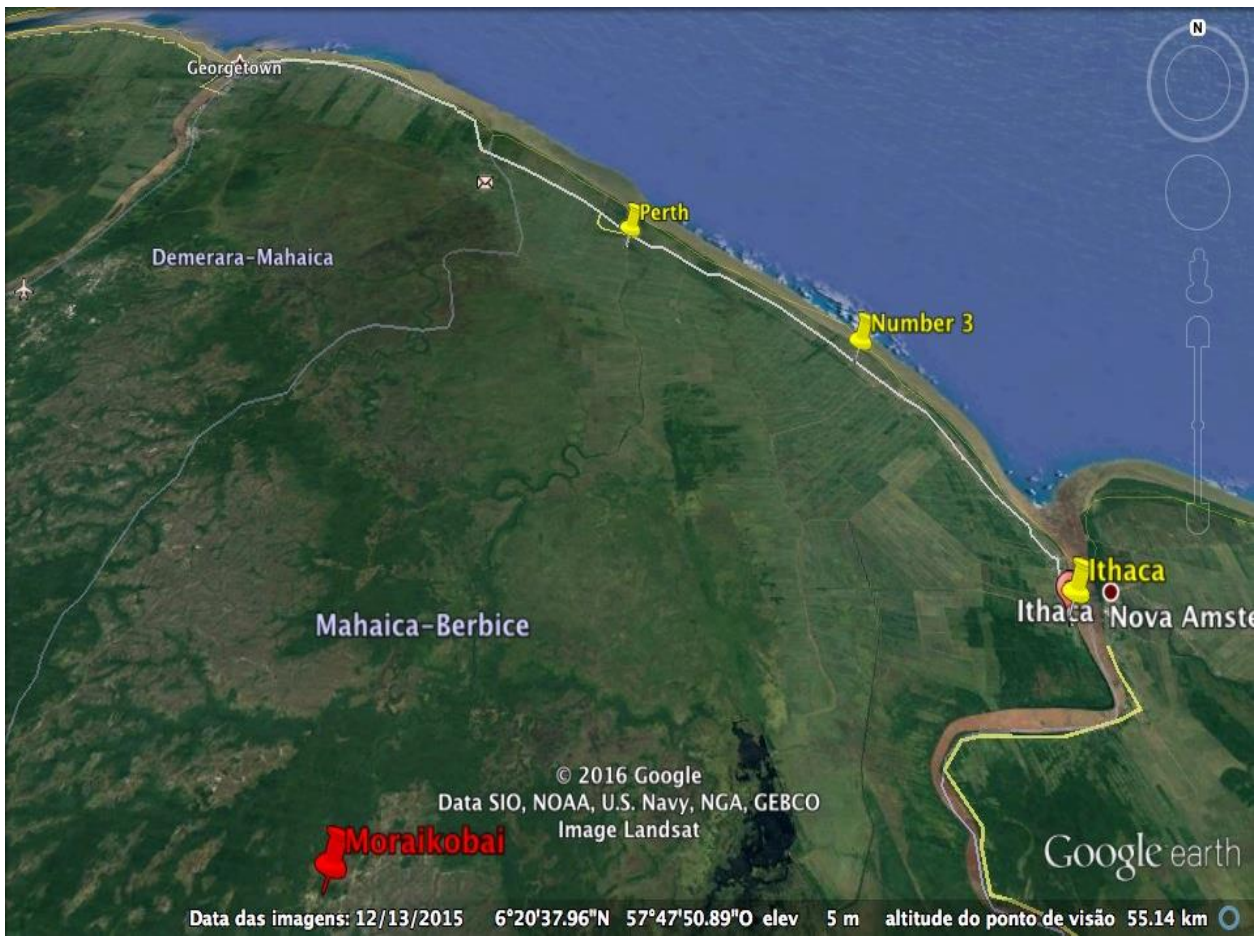 N
Georgetown
Perth
Demerara-Mahaica
Number 3
Ithaca
Ithaca
Nova Amste
Mahaica-Berbice
© 2016 Google
Data SIO, NOAA, U.S. Navy, NGA, GEBCO
Image Landsat
Moraikobai
Google earth
Data das imagens: 12/13/2015 6°20'37.96"N 57°47'50.89"O elev 5 m altitude do ponto de visão 55.14 km